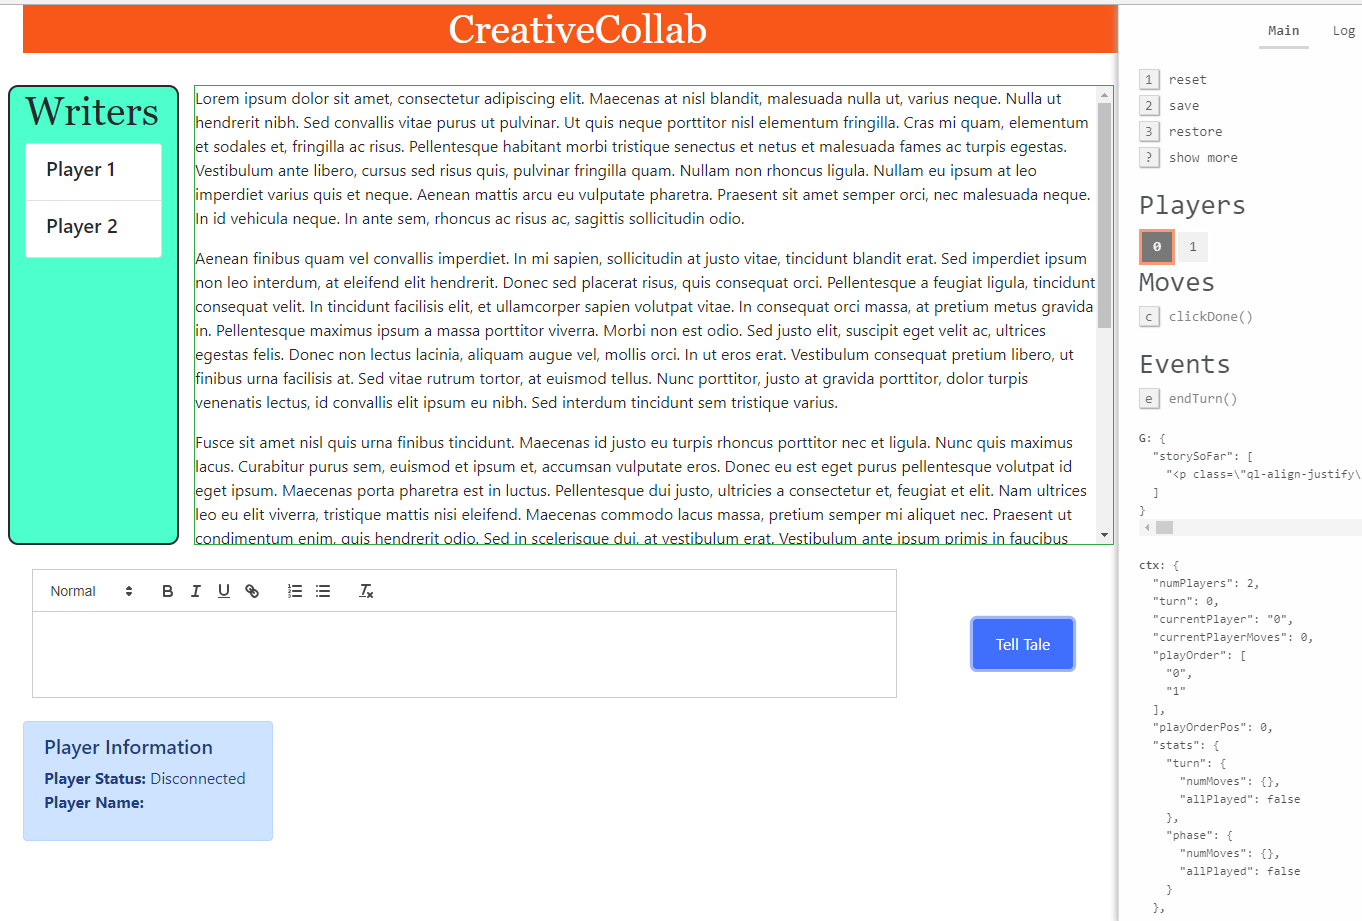 CreativeCollab
Writers
Player 1
Player 2
Lorem ipsum dolor sit amet, consectetur adipiscing elit. Maecenas at nisl blandit, malesuada nulla ut, varius neque. Nulla ut
hendrerit nibh. Sed convallis vitae purus ut pulvinar. Ut quis neque porttitor nisl elementum fringilla. Cras mi quam, elementum
et sodales et, fringilla ac risus. Pellentesque habitant morbi tristique senectus et netus et malesuada fames ac turpis egestas.
Vestibulum ante libero, cursus sed risus quis, pulvinar fringilla quam. Nullam non rhoncus ligula. Nullam eu ipsum at leo
imperdiet varius quis et neque. Aenean mattis arcu eu vulputate pharetra. Praesent sit amet semper orci, nec malesuada neque.
In id vehicula neque. In ante sem, rhoncus ac risus ac, sagittis sollicitudin odio.
Aenean finibus quam vel convallis imperdiet. In mi sapien, sollicitudin at justo vitae, tincidunt blandit erat. Sed imperdiet ipsum
non leo interdum, at eleifend elit hendrerit. Donec sed placerat risus, quis consequat orci. Pellentesque a feugiat ligula, tincidunt
consequat velit. In tincidunt facilisis elit, et ullamcorper sapien volutpat vitae. In consequat orci massa, at pretium metus gravida
in. Pellentesque maximus ipsum a massa porttitor viverra. Morbi non est odio. Sed justo elit, suscipit eget velit ac, ultrices
egestas felis. Donec non lectus lacinia, aliquam augue vel, mollis orci. In ut eros erat. Vestibulum consequat pretium libero, ut
finibus urna facilisis at. Sed vitae rutrum tortor, at euismod tellus. Nunc porttitor, justo at gravida porttitor, dolor turpis
venenatis lectus, id convallis elit ipsum eu nibh. Sed interdum tincidunt sem tristique varius.
Fusce sit amet nisl quis urna finibus tincidunt. Maecenas id justo eu turpis rhoncus porttitor nec et ligula. Nunc quis maximus
lacus. Curabitur purus sem, euismod et ipsum et, accumsan vulputate eros. Donec eu est eget purus pellentesque volutpat id
eget ipsum. Maecenas porta pharetra est in luctus. Pellentesque dui justo, ultricies a consectetur et, feugiat et elit. Nam ultrices
leo eu elit viverra, tristique mattis nisi eleifend. Maecenas commodo lacus massa, pretium semper mi aliquet nec. Praesent ut
condimentum enim, quis hendrerit odio. Sed in scelerisque dui, at vestibulum erat. Vestibulum ante ipsum primis in faucibus
Normal
B I U
Tell Tale
Player Information
Player Status: Disconnected
Player Name:
Main Log
1 reset
2 save
3 restore
? show more
Players
0 1
Moves
c clickDone()
Events
e endTurn()
G: {
"storySoFar": [
"<p class=\"ql-align-justify\
]
}
ctx: {
"numPlayers": 2,
"turn": 0,
"currentPlayer": "0",
"currentPlayerMoves": 0,
"playOrder": [
"0",
"1"
],
"playOrderPos": 0,
"stats": {
"turn": {
"numMoves": {},
"allPlayed": false
},
"phase": {
"numMoves": {},
"allPlayed": false
}
},